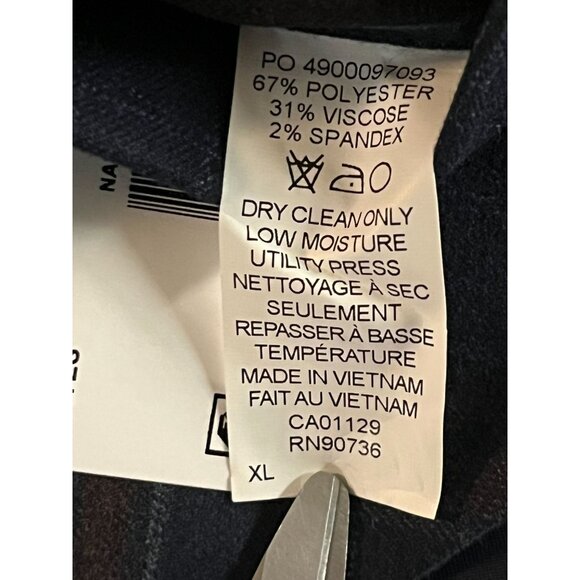 PO 4900097093
67% POLYESTER
31% VISCOSE
2% SPANDEX
DRY CLEAN ONLY
LOW MOISTURE
UTILITY PRESS
NETTOYAGE À SEC
SEULEMENT
REPASSER À BASSE
TEMPÉRATURE
MADE IN VIETNAM
FAIT AU VIETNAM
CA01129
RN90736
XL
NA